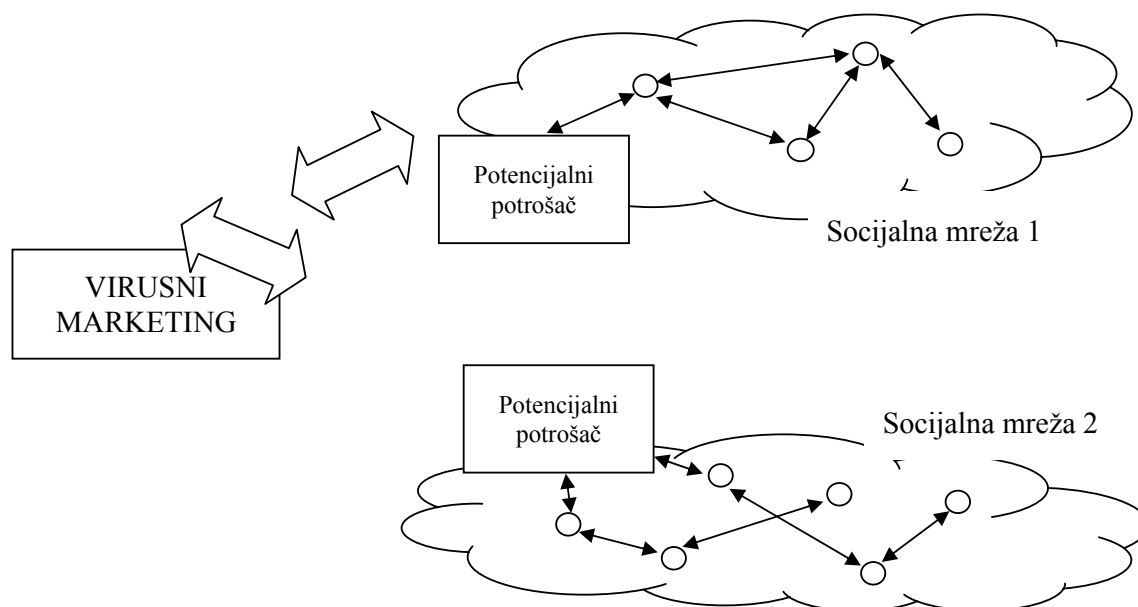 Potencijalni
potrošač
Socijalna mreža 1
VIRUSNI
MARKETING
Potencijalni
potrošač
Socijalna mreža 2